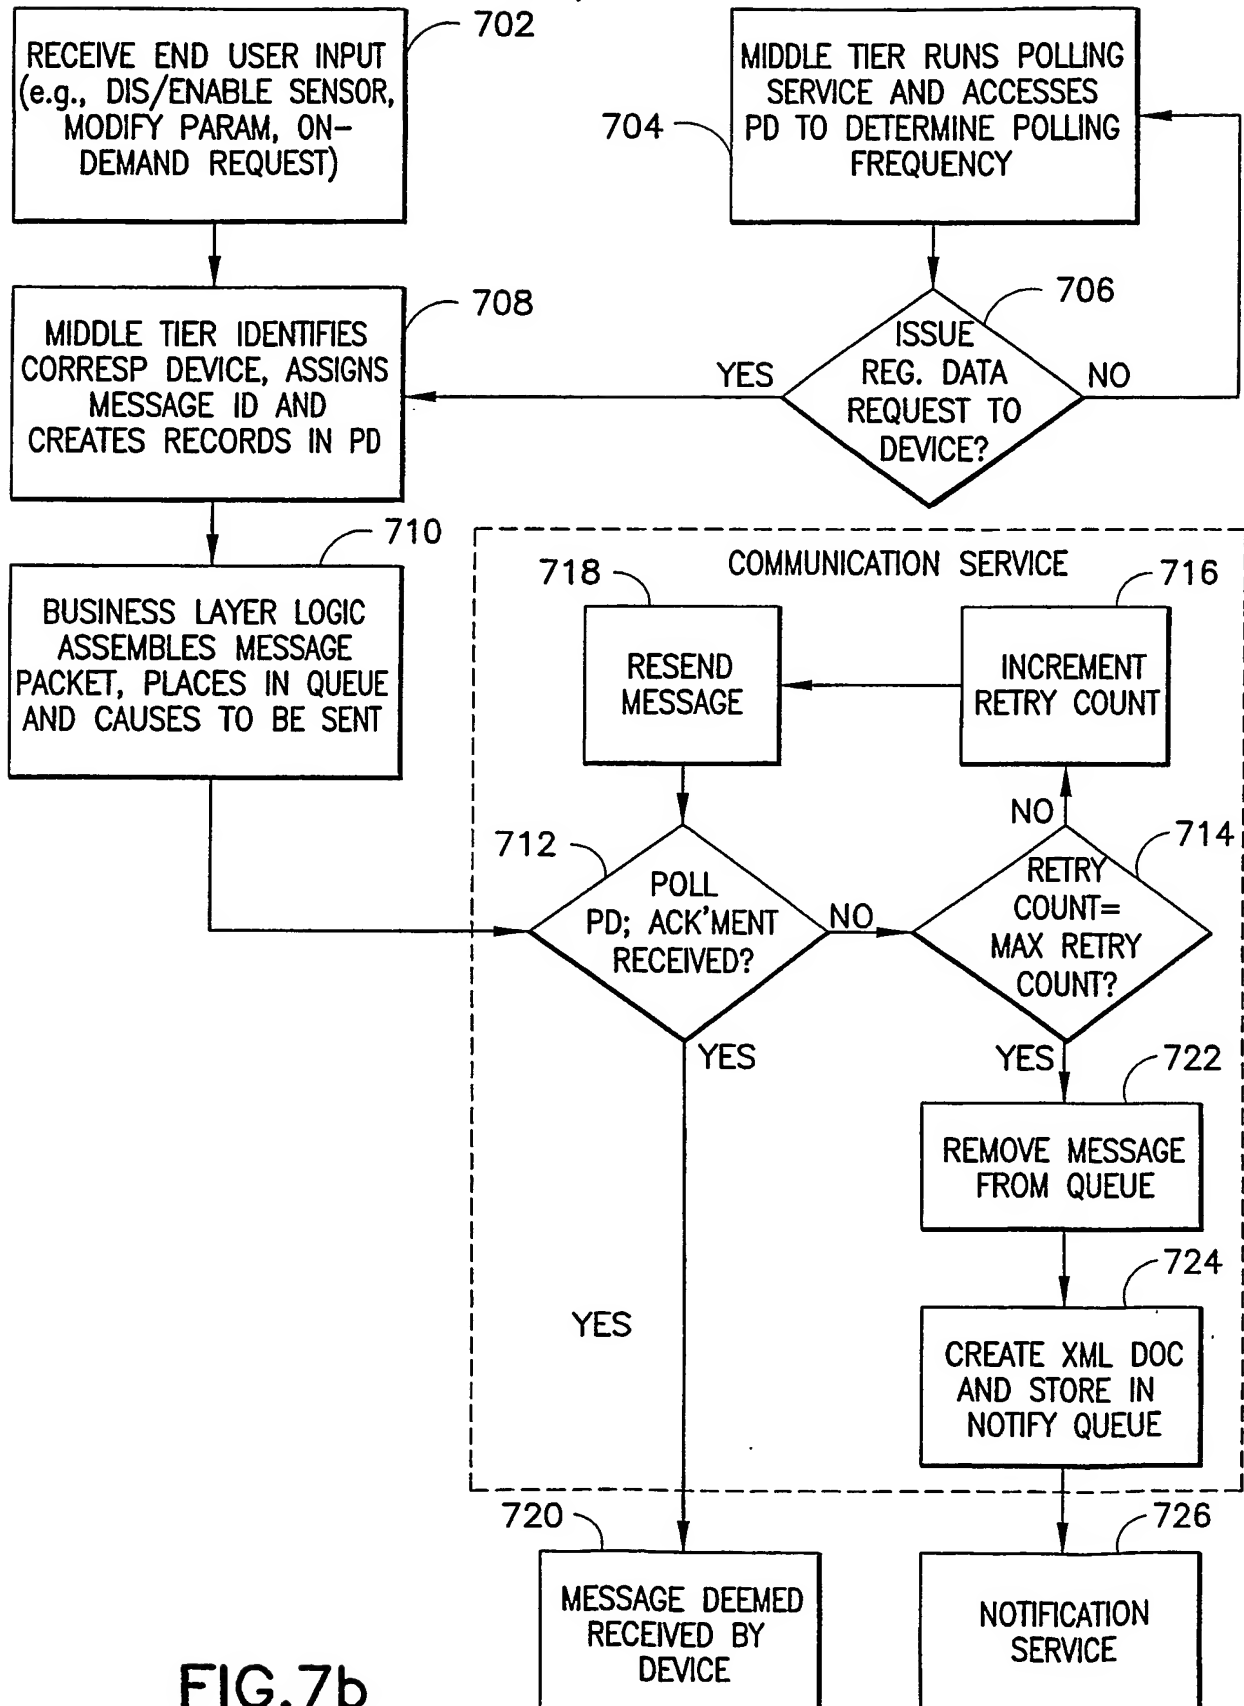 702
RECEIVE END USER INPUT
(e.g., DIS/ENABLE SENSOR,
MODIFY PARAM, ON-
DEMAND REQUEST)
704
MIDDLE TIER RUNS POLLING
SERVICE AND ACCESSES
PD TO DETERMINE POLLING
FREQUENCY
706
ISSUE
REG. DATA
REQUEST TO
DEVICE?
YES
NO
708
MIDDLE TIER IDENTIFIES
CORRESP DEVICE, ASSIGNS
MESSAGE ID AND
CREATES RECORDS IN PD
710
BUSINESS LAYER LOGIC
ASSEMBLES MESSAGE
PACKET, PLACES IN QUEUE
AND CAUSES TO BE SENT
COMMUNICATION SERVICE
718
RESEND
MESSAGE
716
INCREMENT
RETRY COUNT
712
POLL
PD; ACK'MENT
RECEIVED?
NO
NO
714
RETRY
COUNT=
MAX RETRY
COUNT?
YES
YES
722
REMOVE MESSAGE
FROM QUEUE
YES
724
CREATE XML DOC
AND STORE IN
NOTIFY QUEUE
720
MESSAGE DEEMED
RECEIVED BY
DEVICE
726
NOTIFICATION
SERVICE
FIG.7b